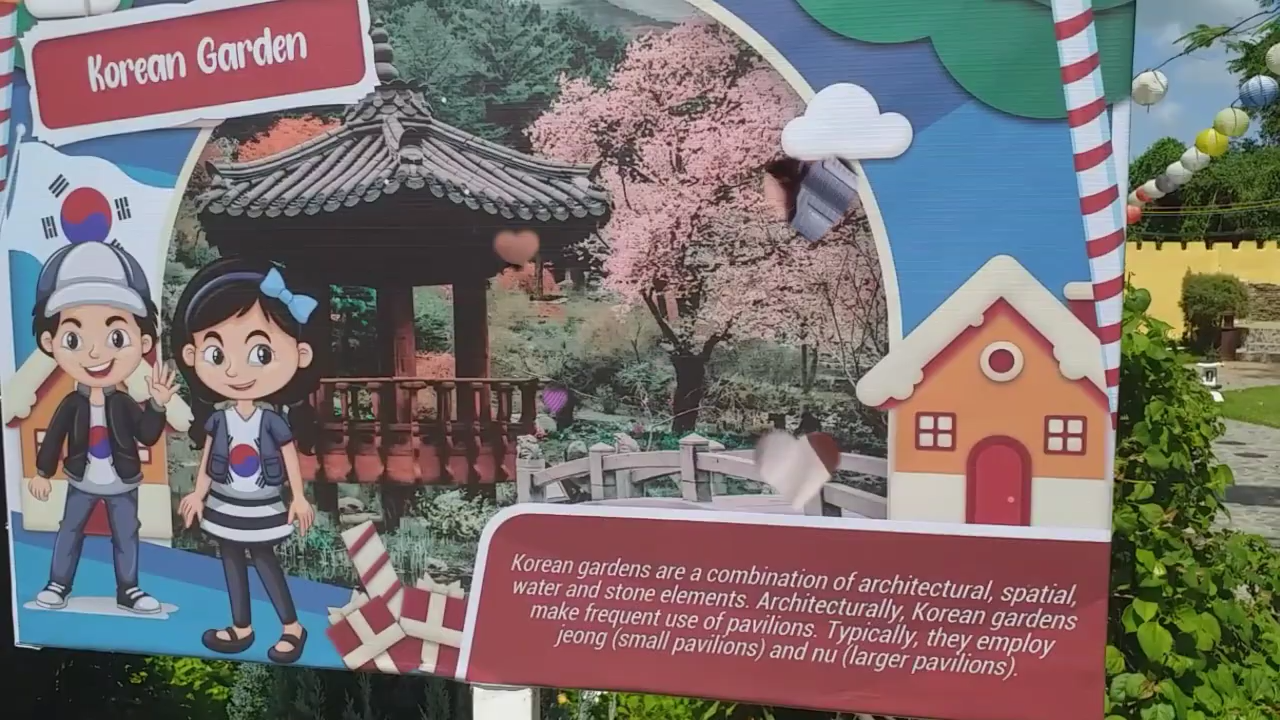 Korean Garden
Korean gardens are a combination of architectural, spatial,
water and stone elements. Architecturally, Korean gardens
make frequent use of pavilions. Typically, they employ
jeong (small pavilions) and nu (larger pavilions).